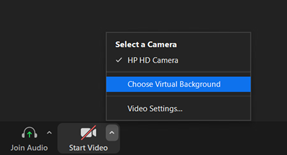 Select a Camera
HP HD Camera
Choose Virtual Background
Video Settings...
Join Audio
Start Video